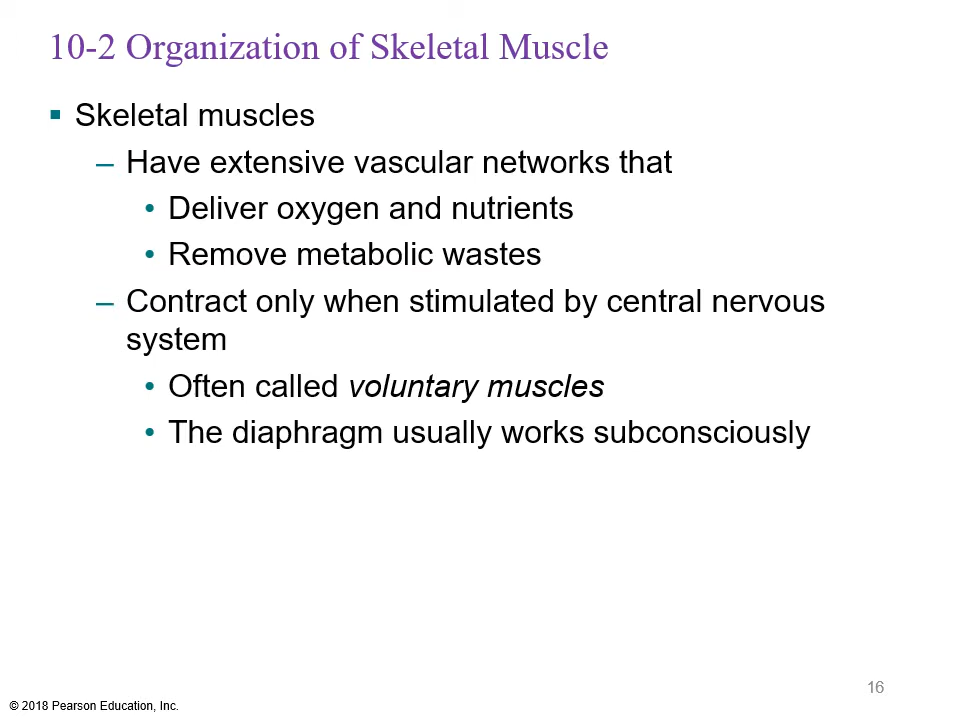 10-2 Organization of Skeletal Muscle
▪ Skeletal muscles
– Have extensive vascular networks that
• Deliver oxygen and nutrients
• Remove metabolic wastes
– Contract only when stimulated by central nervous
system
• Often called voluntary muscles
• The diaphragm usually works subconsciously
16
© 2018 Pearson Education, Inc.